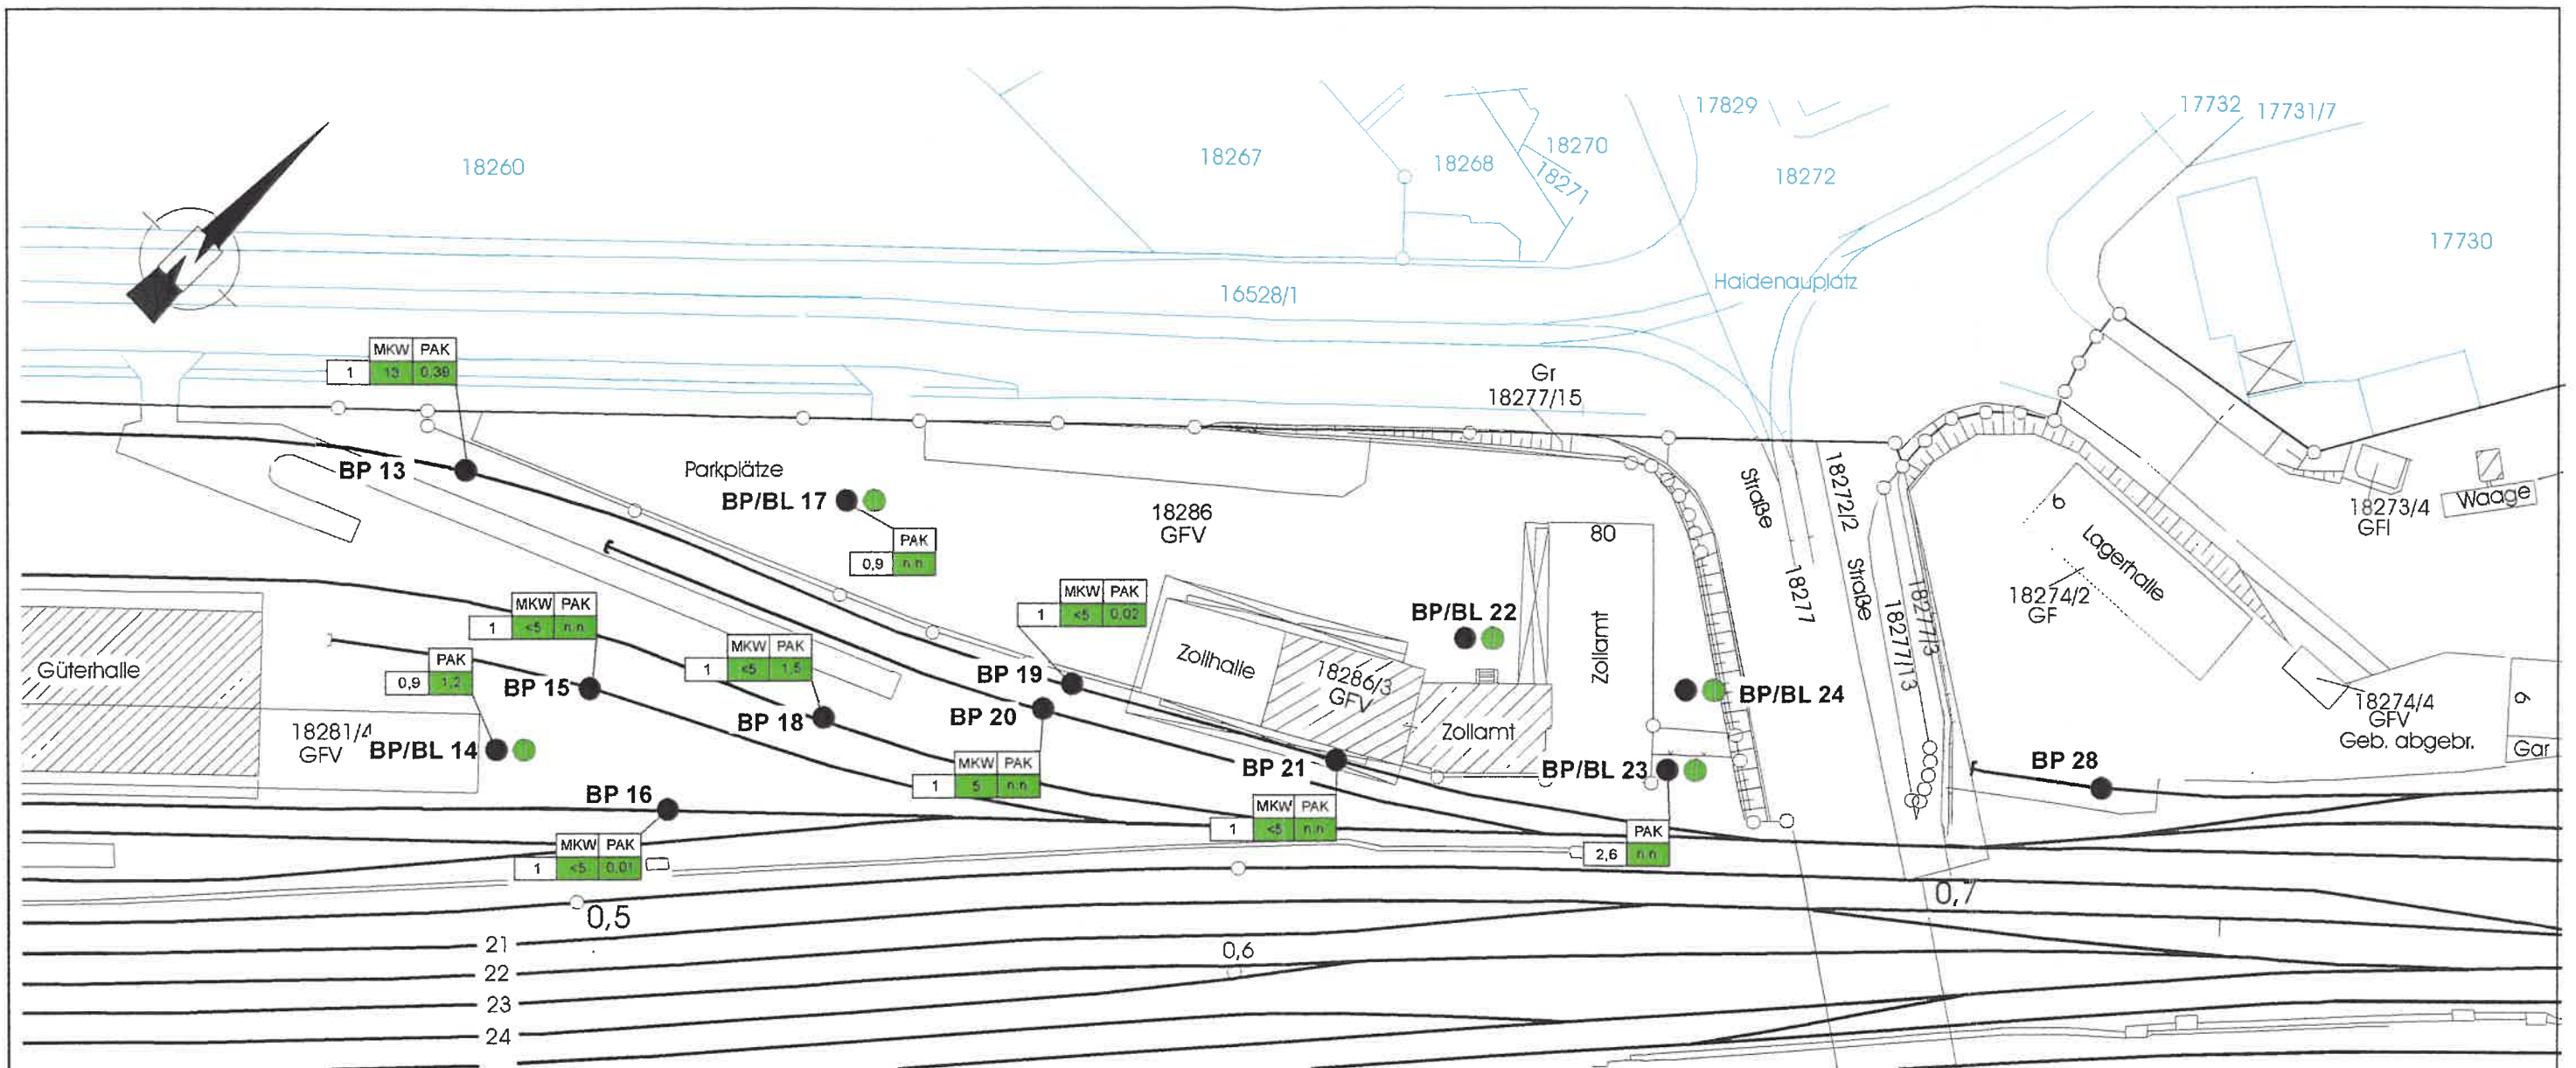 17829
17732
17731/7
18260
18267
18268
18270
18271
18272
17730
16528/1
Haidenauplatz
MKW PAK
1 13 0,39
Gr
18277/15
BP 13
Parkplätze
BP/BL 17
PAK
0,9 n.n
18286
GFV
80
Straße
18272/2
Straße
18277
18277/3
18277/13
6
Lagerhalle
18274/2
GF
18273/4
GFl
Waage
MKW PAK
1 <5 n.n
MKW PAK
1 <5 0,02
BP/BL 22
Zollamt
Güterhalle
PAK
0,9 1,2
BP 15
MKW PAK
1 <5 1,5
BP 18
BP 19
BP 20
Zollhalle
18286/3
GFV
Zollamt
BP/BL 24
18274/4
GFV
Geb. abgebr.
6
Gar
18281/4
GFV
BP/BL 14
BP 16
MKW PAK
1 5 n.n
BP 21
BP/BL 23
BP 28
MKW PAK
1 <5 n.n
PAK
2,6 n.n
MKW PAK
1 <5 0,01
0,5
0,7
0,6
21
22
23
24